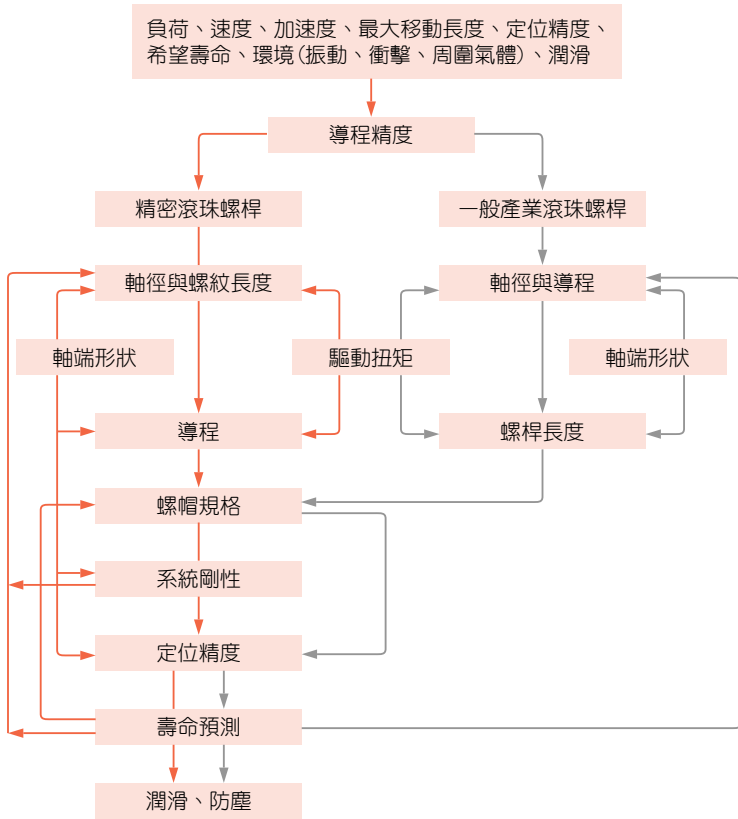 負荷、速度、加速度、最大移動長度、定位精度、
希望壽命、環境(振動、衝擊、周圍氣體)、潤滑
導程精度
精密滾珠螺桿
一般產業滾珠螺桿
軸徑與螺紋長度
軸徑與導程
軸端形狀
驅動扭矩
軸端形狀
導程
螺桿長度
螺帽規格
系統剛性
定位精度
壽命預測
潤滑、防塵